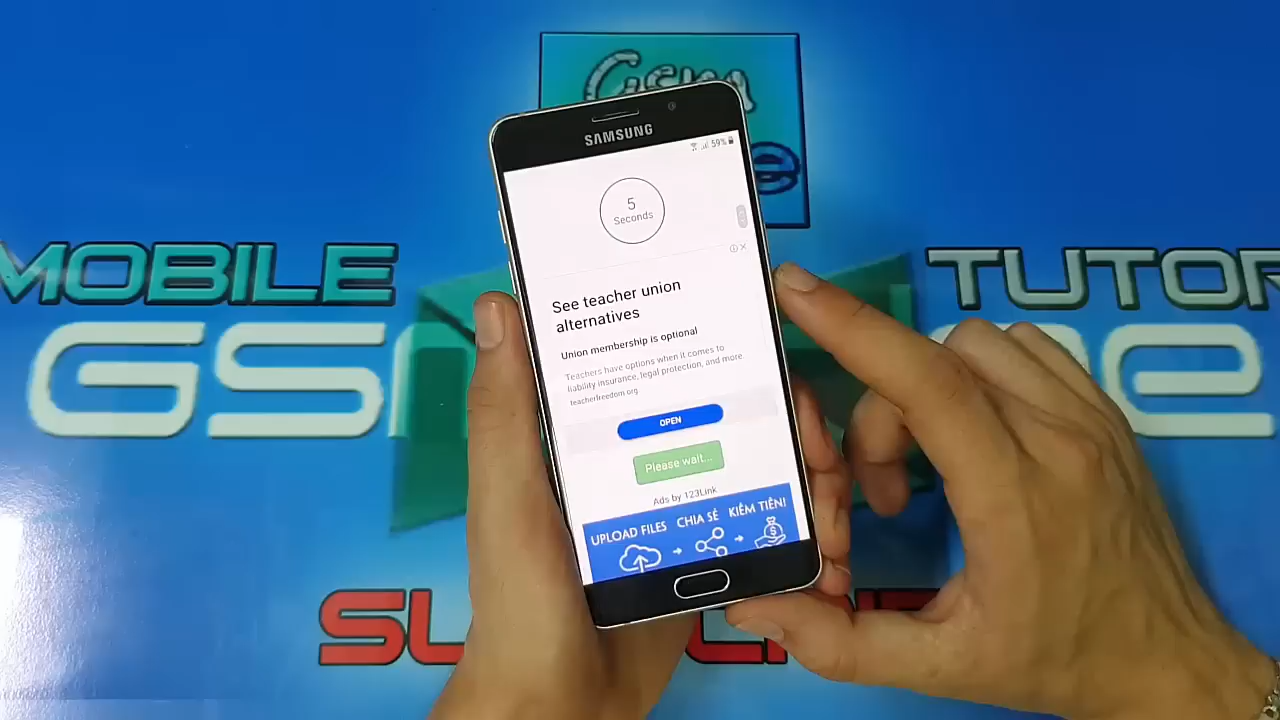 Gsm
SAMSUNG
59%
5
Seconds
MOBILE
TUTOR
See teacher union
alternatives
Union membership is optional
Teachers have options when it comes to
liability insurance, legal protection, and more
teacherfreedom.org
OPEN
Please wait...
Ads by 123Link
UPLOAD FILES CHIA SẺ KIẾM TIỀN!